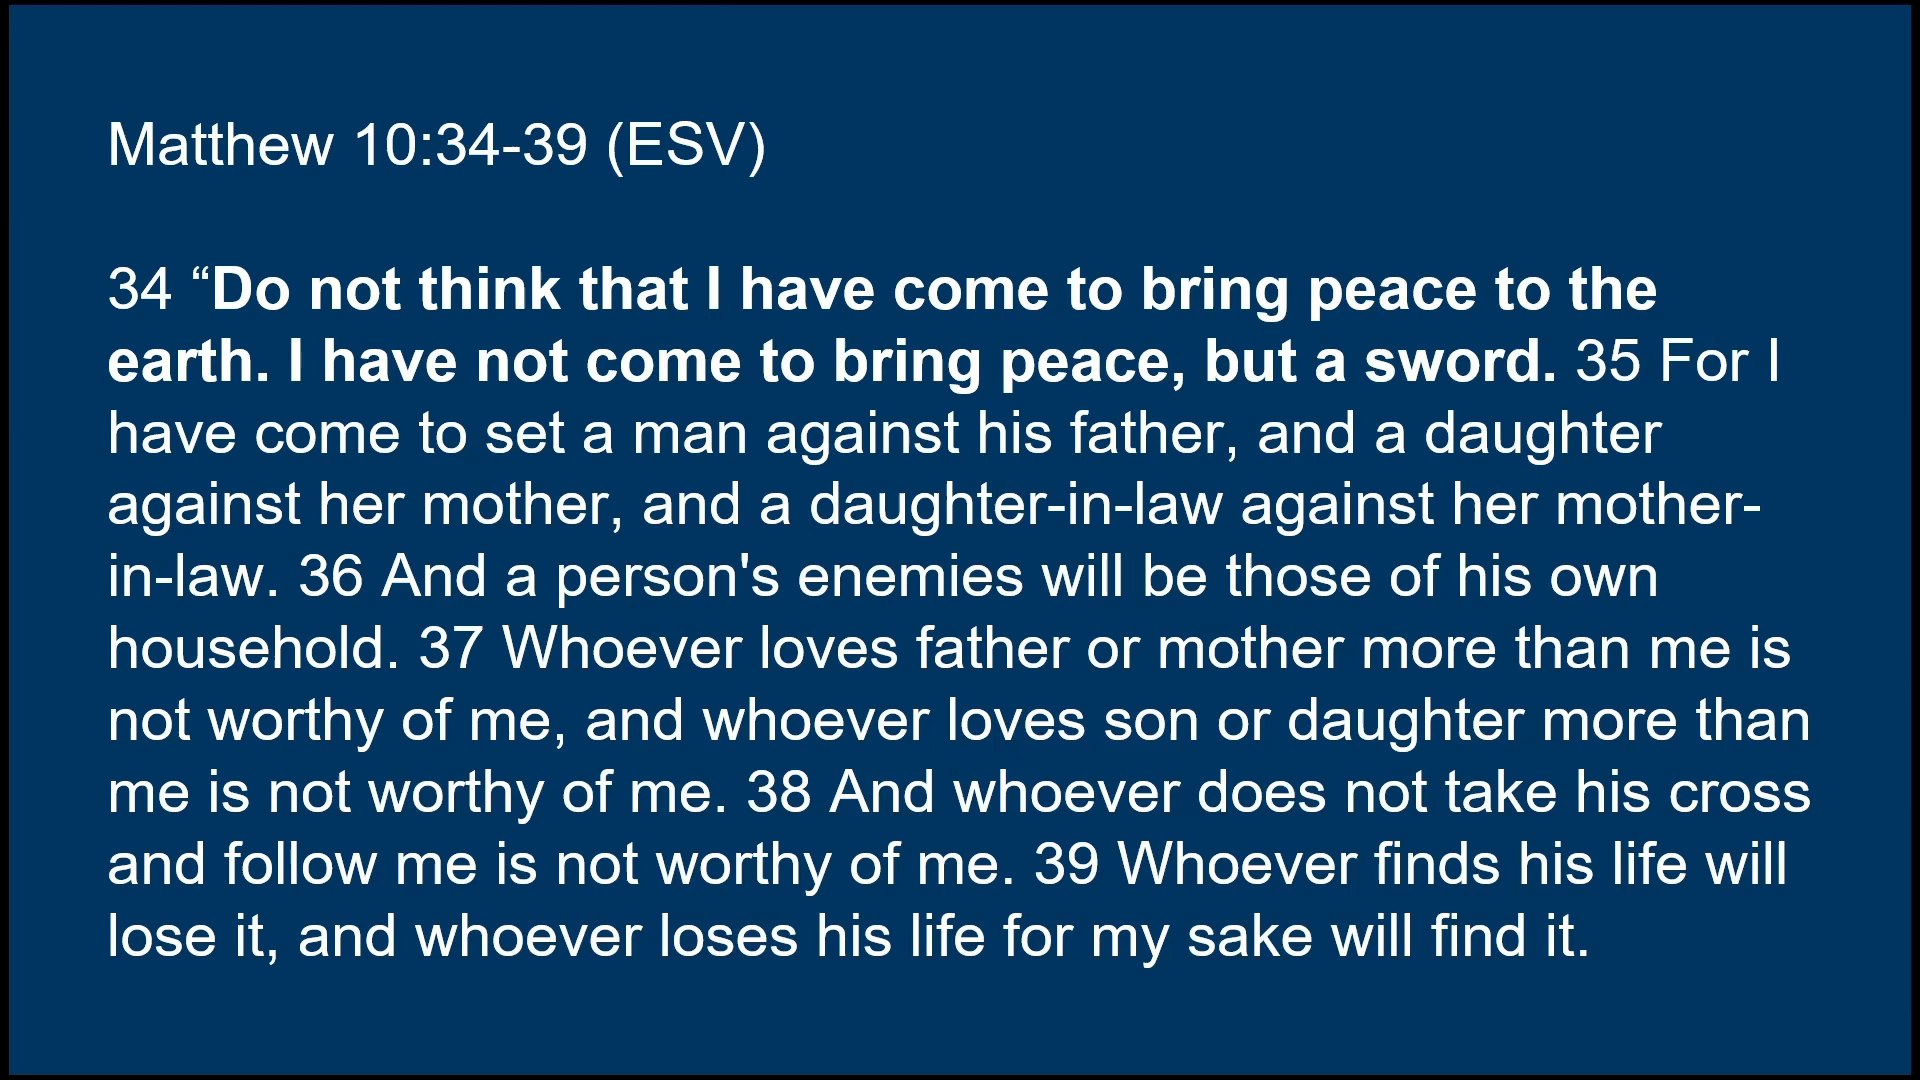 Matthew 10:34-39 (ESV)
34 “Do not think that I have come to bring peace to the
earth. I have not come to bring peace, but a sword. 35 For I
have come to set a man against his father, and a daughter
against her mother, and a daughter-in-law against her mother-
in-law. 36 And a person's enemies will be those of his own
household. 37 Whoever loves father or mother more than me is
not worthy of me, and whoever loves son or daughter more than
me is not worthy of me. 38 And whoever does not take his cross
and follow me is not worthy of me. 39 Whoever finds his life will
lose it, and whoever loses his life for my sake will find it.